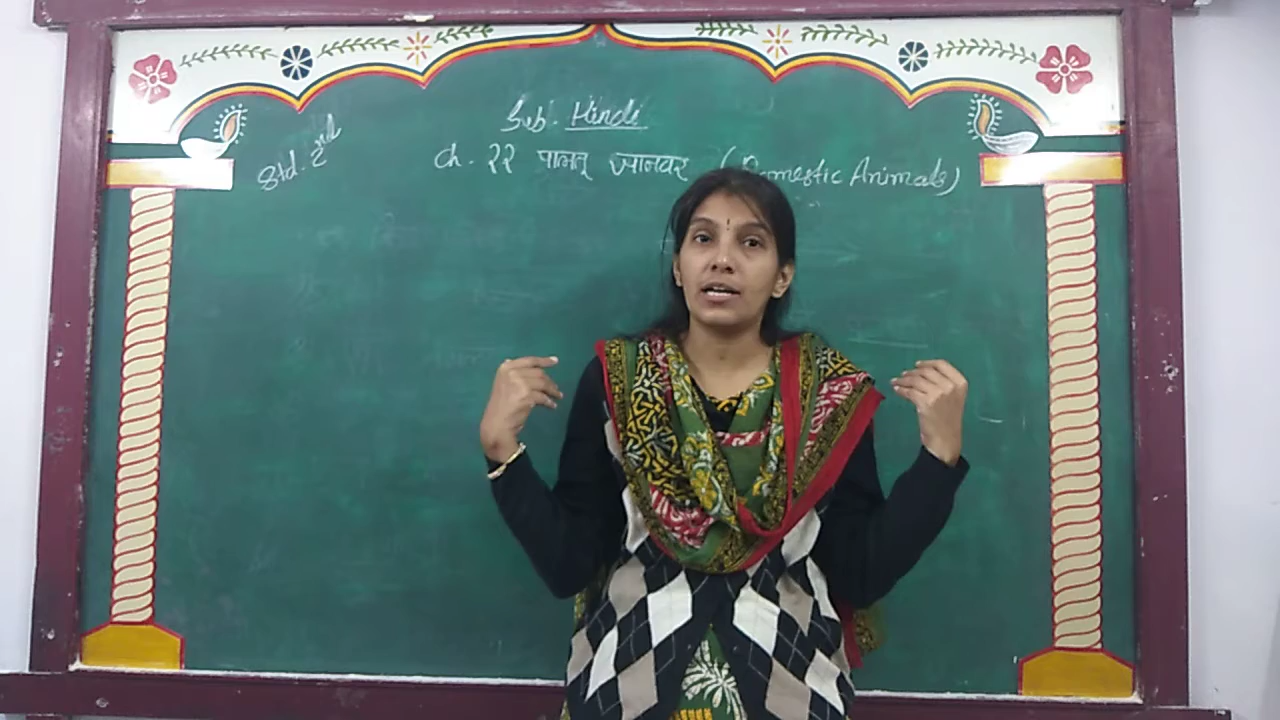 Sub. Hindi
Std. 2nd
Ch. २२ पालतू जानवर (Domestic Animals)